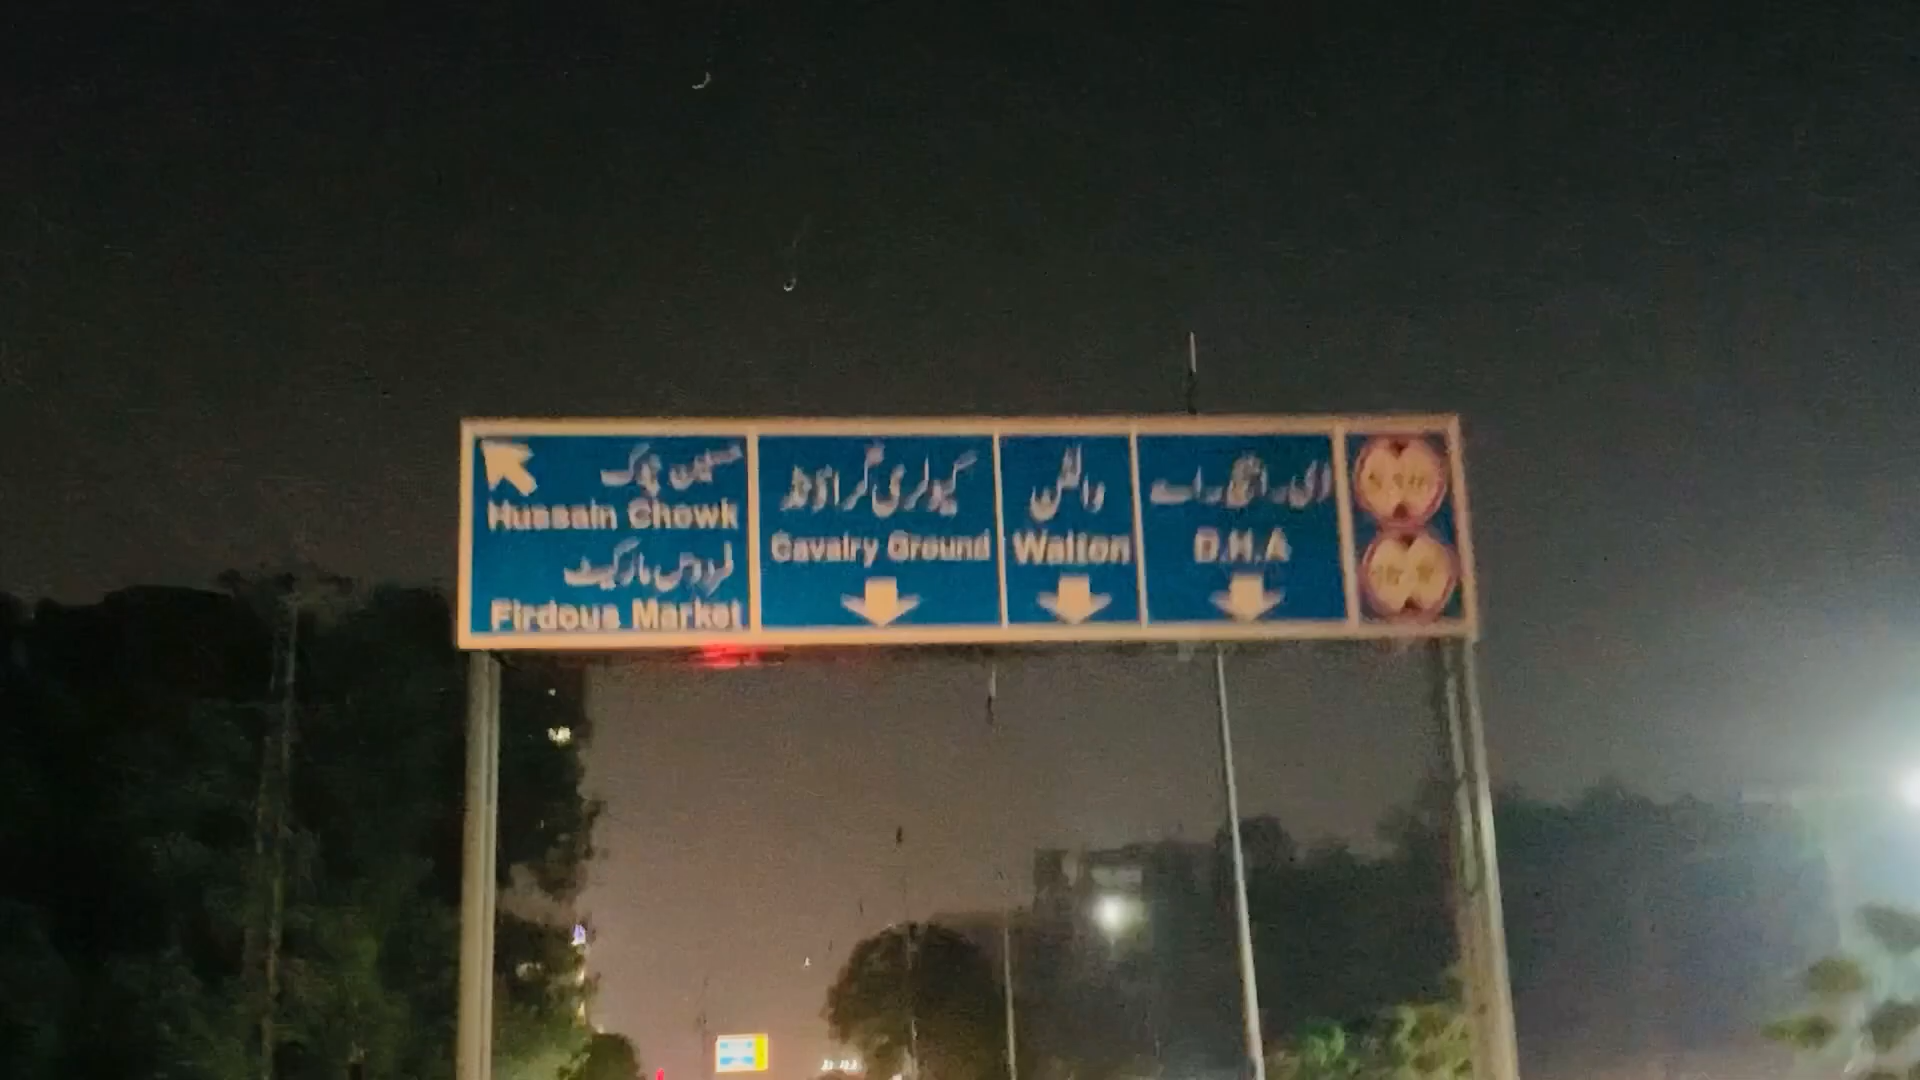 حسین چوک
Hussain Chowk
فردوس مارکیٹ
Firdous Market
کیولری گراؤنڈ
Cavalry Ground
والٹن
Walton
ڈی۔ایچ۔اے
D.H.A